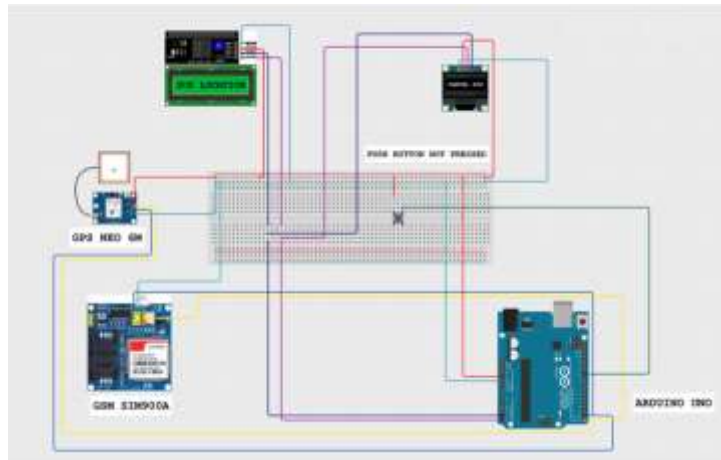 PUSH BUTTON NOT PRESSED
GPS NEO 6M
GSM SIM900A
ARDUINO UNO